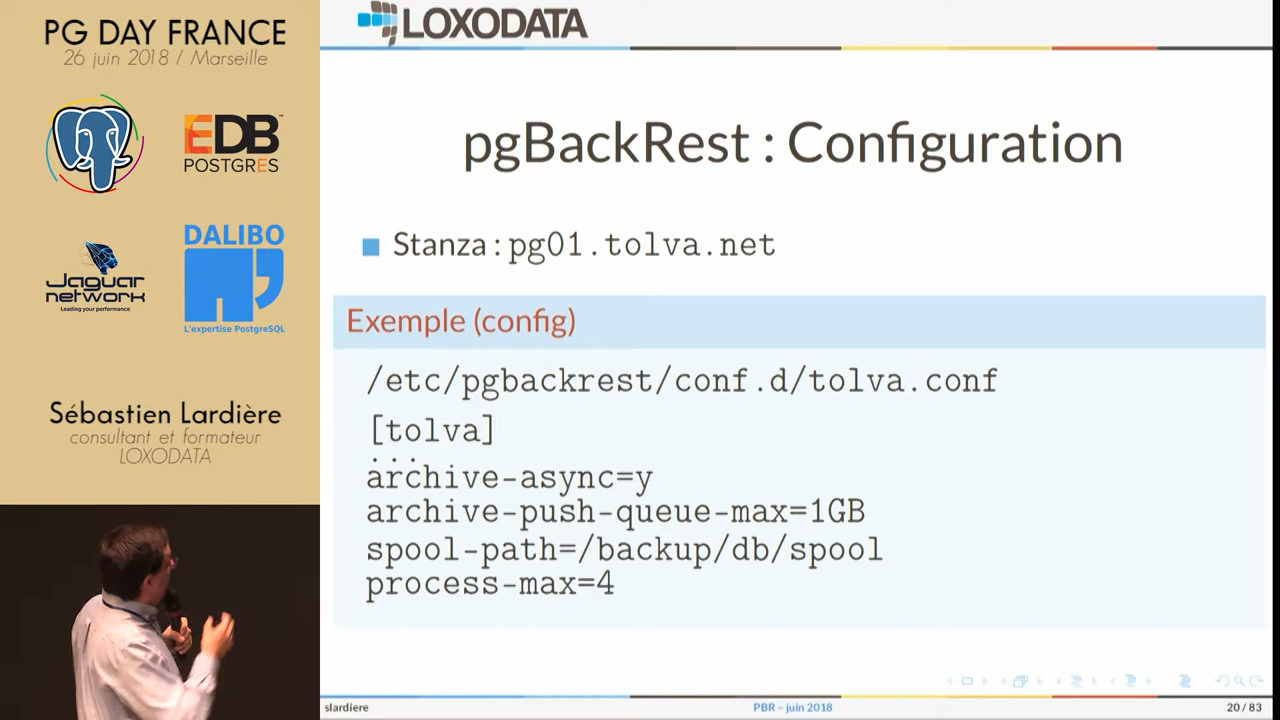 PG DAY FRANCE
26 juin 2018 / Marseille
EDB
POSTGRES
Jaguar
network
Leading your performance
DALIBO
L'expertise PostgreSQL
Sébastien Lardière
consultant et formateur
LOXODATA
LOXODATA
pgBackRest : Configuration
Stanza : pg01.tolva.net
Exemple (config)
/etc/pgbackrest/conf.d/tolva.conf
[tolva]
...
archive-async=y
archive-push-queue-max=1GB
spool-path=/backup/db/spool
process-max=4
slardiere
PBR – juin 2018
20 / 83